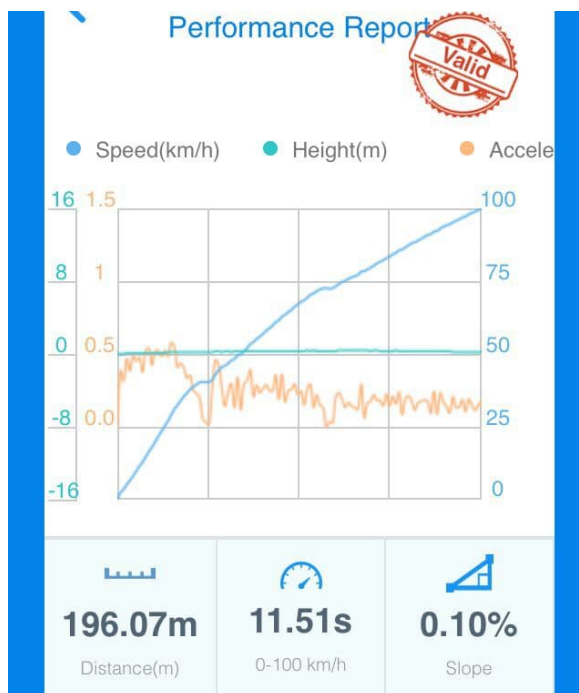 Performance Report
Valid
Speed(km/h) Height(m) Accele
16 1.5 100
8 1 75
0 0.5 50
-8 0.0 25
-16 0
196.07m 11.51s 0.10%
Distance(m) 0-100 km/h Slope